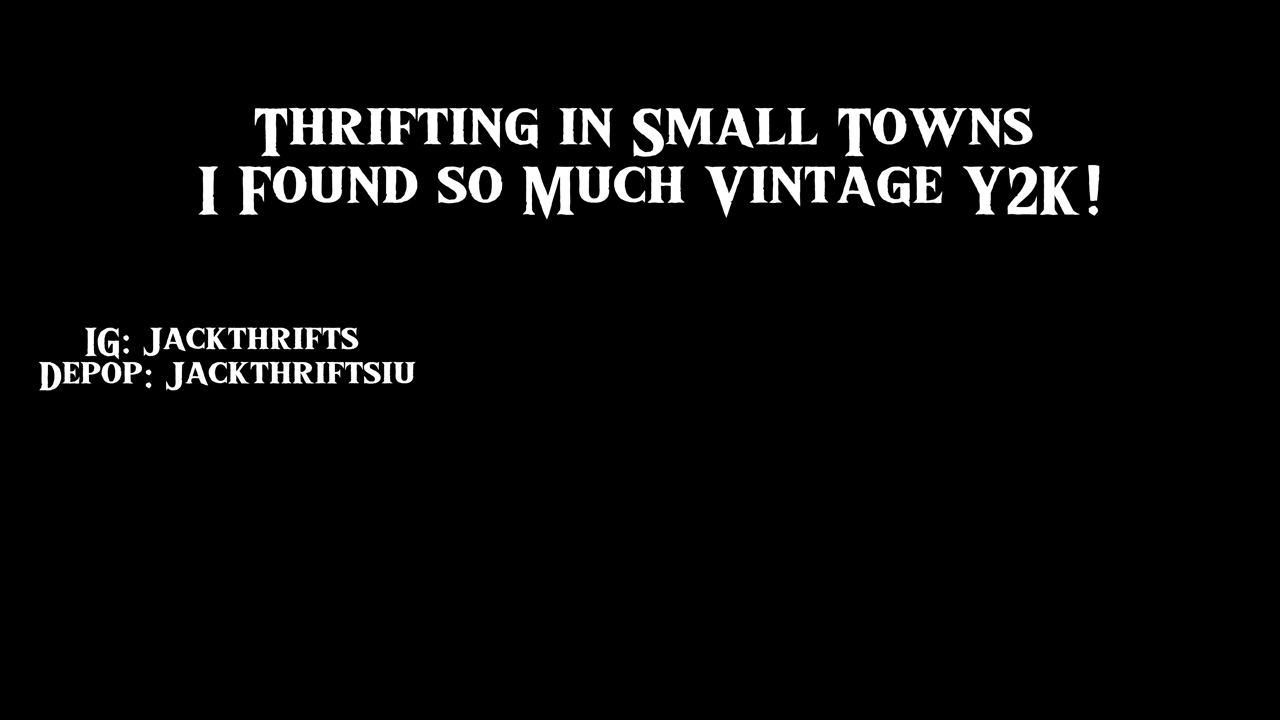 Thrifting in Small Towns
I Found so Much Vintage Y2K!
IG: Jackthrifts
Depop: Jackthriftsiu